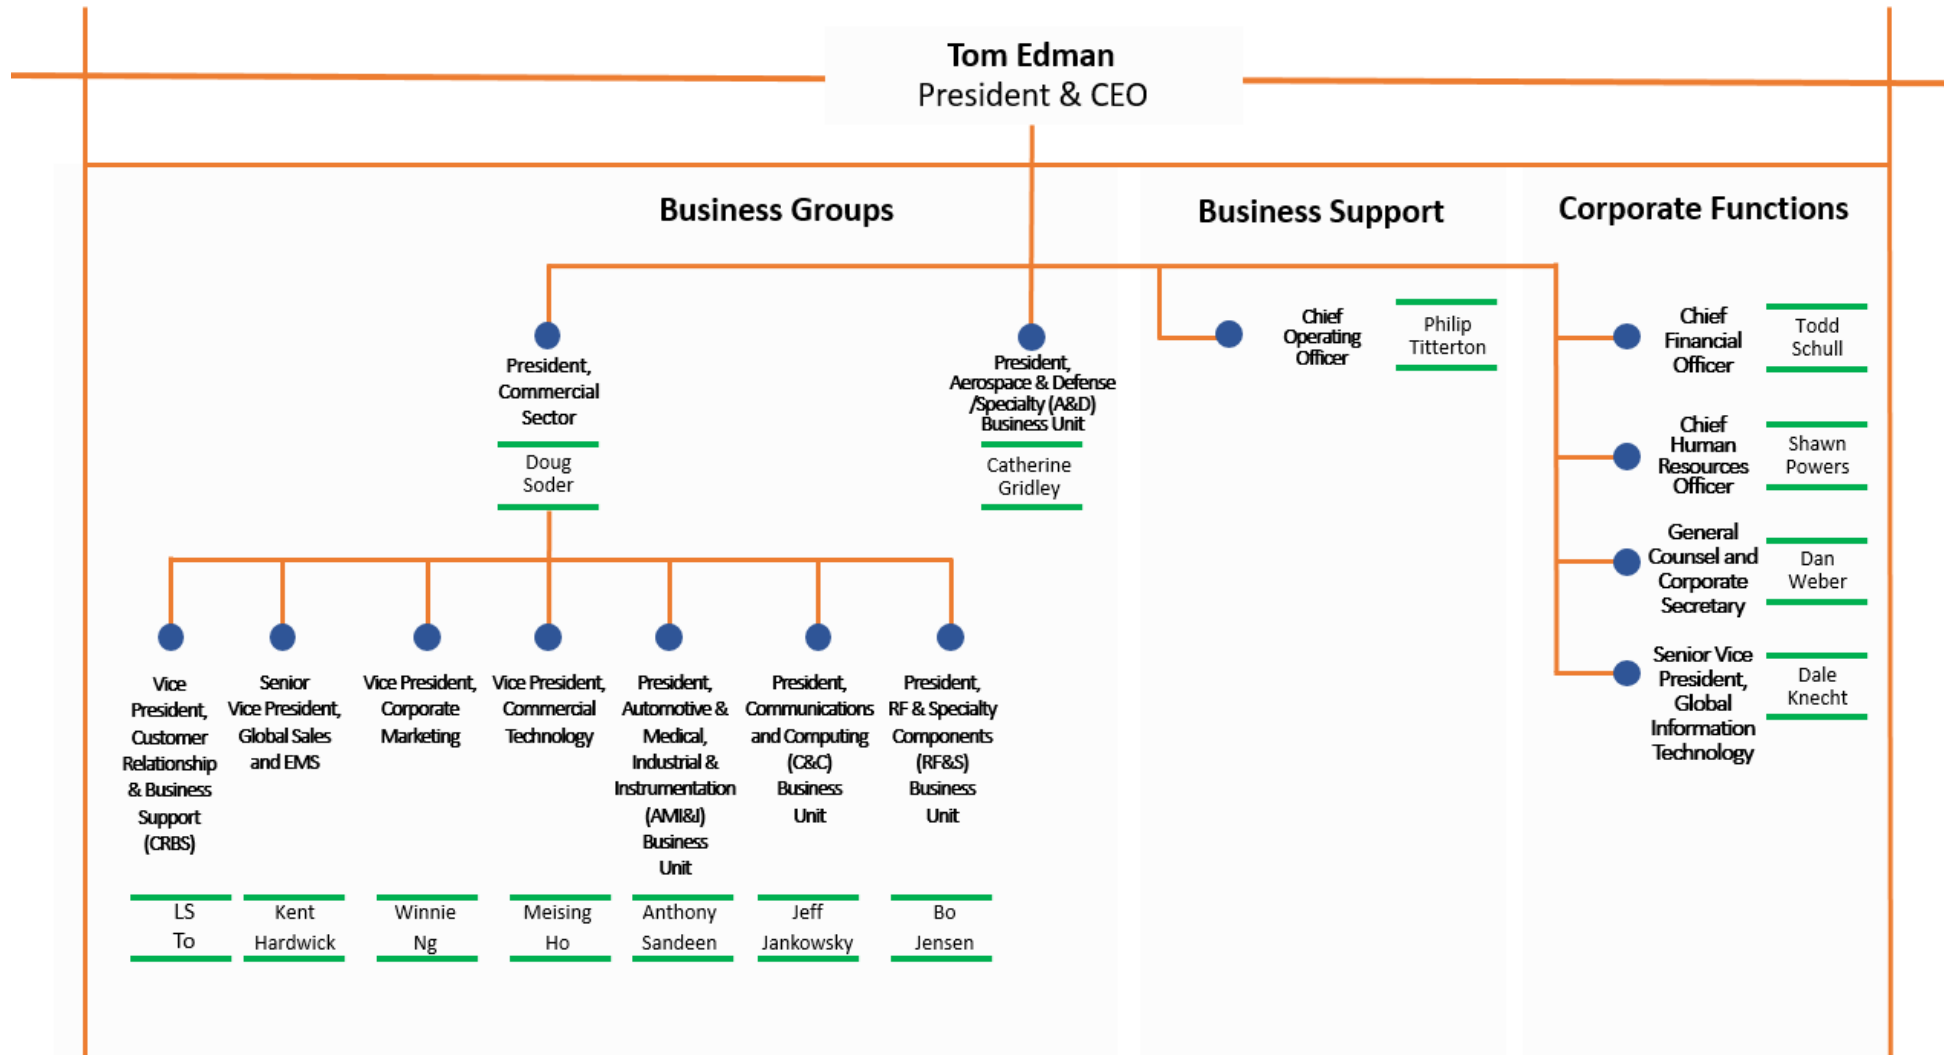 Tom Edman
President & CEO
Business Groups
Business Support
Corporate Functions
President,
Commercial
Sector
Doug
Soder
President,
Aerospace & Defense
/Specialty (A&D)
Business Unit
Catherine
Gridley
Chief
Operating
Officer
Philip
Titterton
Chief
Financial
Officer
Todd
Schull
Chief
Human
Resources
Officer
Shawn
Powers
General
Counsel and
Corporate
Secretary
Dan
Weber
Senior Vice
President,
Global
Information
Technology
Dale
Knecht
Vice
President,
Customer
Relationship
& Business
Support
(CRBS)
LS
To
Senior
Vice President,
Global Sales
and EMS
Kent
Hardwick
Vice President,
Corporate
Marketing
Winnie
Ng
Vice President,
Commercial
Technology
Meising
Ho
President,
Automotive &
Medical,
Industrial &
Instrumentation
(AMI&I)
Business
Unit
Anthony
Sandeen
President,
Communications
and Computing
(C&C)
Business
Unit
Jeff
Jankowsky
President,
RF & Specialty
Components
(RF&S)
Business
Unit
Bo
Jensen